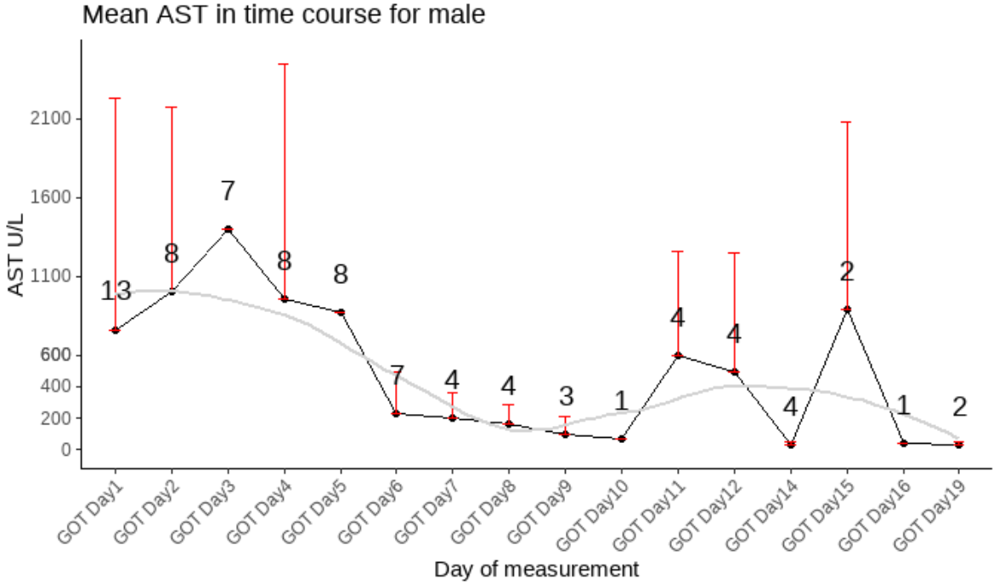 Mean AST in time course for male
AST U/L
2100
1600
1100
600
400
200
0
13
8
7
8
8
7
4
4
3
1
4
4
4
2
1
2
GOT Day1
GOT Day2
GOT Day3
GOT Day4
GOT Day5
GOT Day6
GOT Day7
GOT Day8
GOT Day9
GOT Day10
GOT Day11
GOT Day12
GOT Day14
GOT Day15
GOT Day16
GOT Day19
Day of measurement